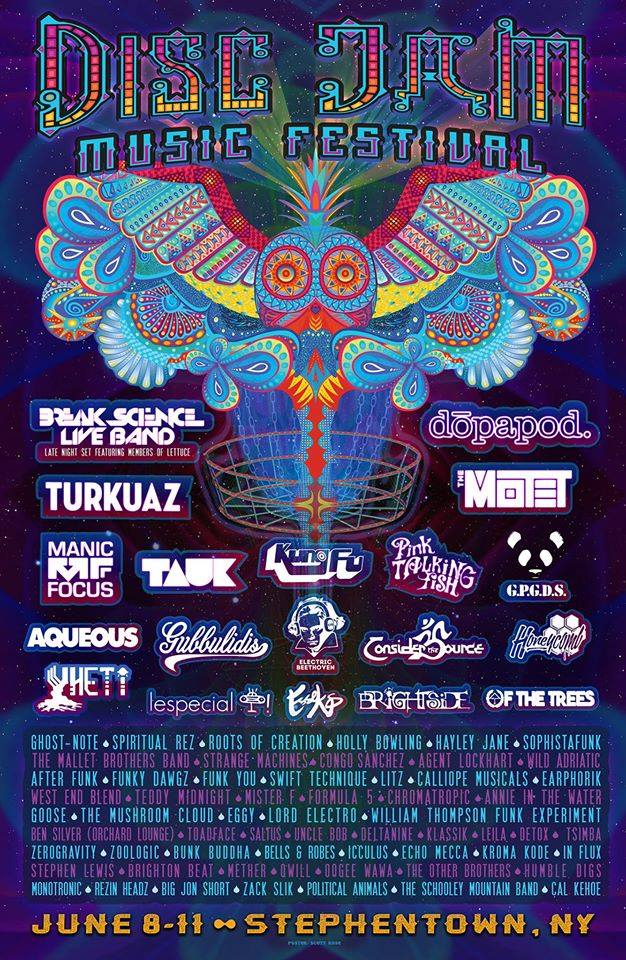 DISC JAM
MUSIC FESTIVAL
BREAK SCIENCE
LIVE BAND
LATE NIGHT SET FEATURING MEMBERS OF LETTUCE
dōpapod.
TURKUAZ
THE MOTET
MANIC
MF
FOCUS
TAUK
KUNG FU
Pink
TALKING
FISH
G.P.G.D.S.
AQUEOUS
Gubbulidis
ELECTRIC
BEETHOVEN
Consider the Source
Honeycomb
YHETI
lespecial !
BRiGHTSiDE
OF THE TREES
GHOST-NOTE SPIRITUAL REZ ROOTS OF CREATION HOLLY BOWLING HAYLEY JANE SOPHISTAFUNK
THE MALLET BROTHERS BAND STRANGE MACHINES CONGO SANCHEZ AGENT LOCKHART WILD ADRIATIC
AFTER FUNK FUNKY DAWGZ FUNK YOU SWIFT TECHNIQUE LITZ CALLIOPE MUSICALS EARPHORIK
WEST END BLEND TEDDY MIDNIGHT MISTER F FORMULA 5 CHROMATROPIC ANNIE IN THE WATER
GOOSE THE MUSHROOM CLOUD EGGY LORD ELECTRO WILLIAM THOMPSON FUNK EXPERIMENT
BEN SILVER (ORCHARD LOUNGE) TOADFACE SALTUS UNCLE BOB DELTANINE KLASSIK LEILA DETOX TSIMBA
ZEROGRAVITY ZOOLOGIC BUNK BUDDHA BELLS & ROBES ICCULUS ECHO MECCA KROMA KODE IN FLUX
STEPHEN LEWIS BRIGHTON BEAT METHER QWILL OOGEE WAWA THE OTHER BROTHERS HUMBLE DIGS
MONOTRONIC REZIN HEADZ BIG JON SHORT ZACK SLIK POLITICAL ANIMALS THE SCHOOLEY MOUNTAIN BAND CAL KEHOE
JUNE 8-11 ∞ STEPHENTOWN, NY